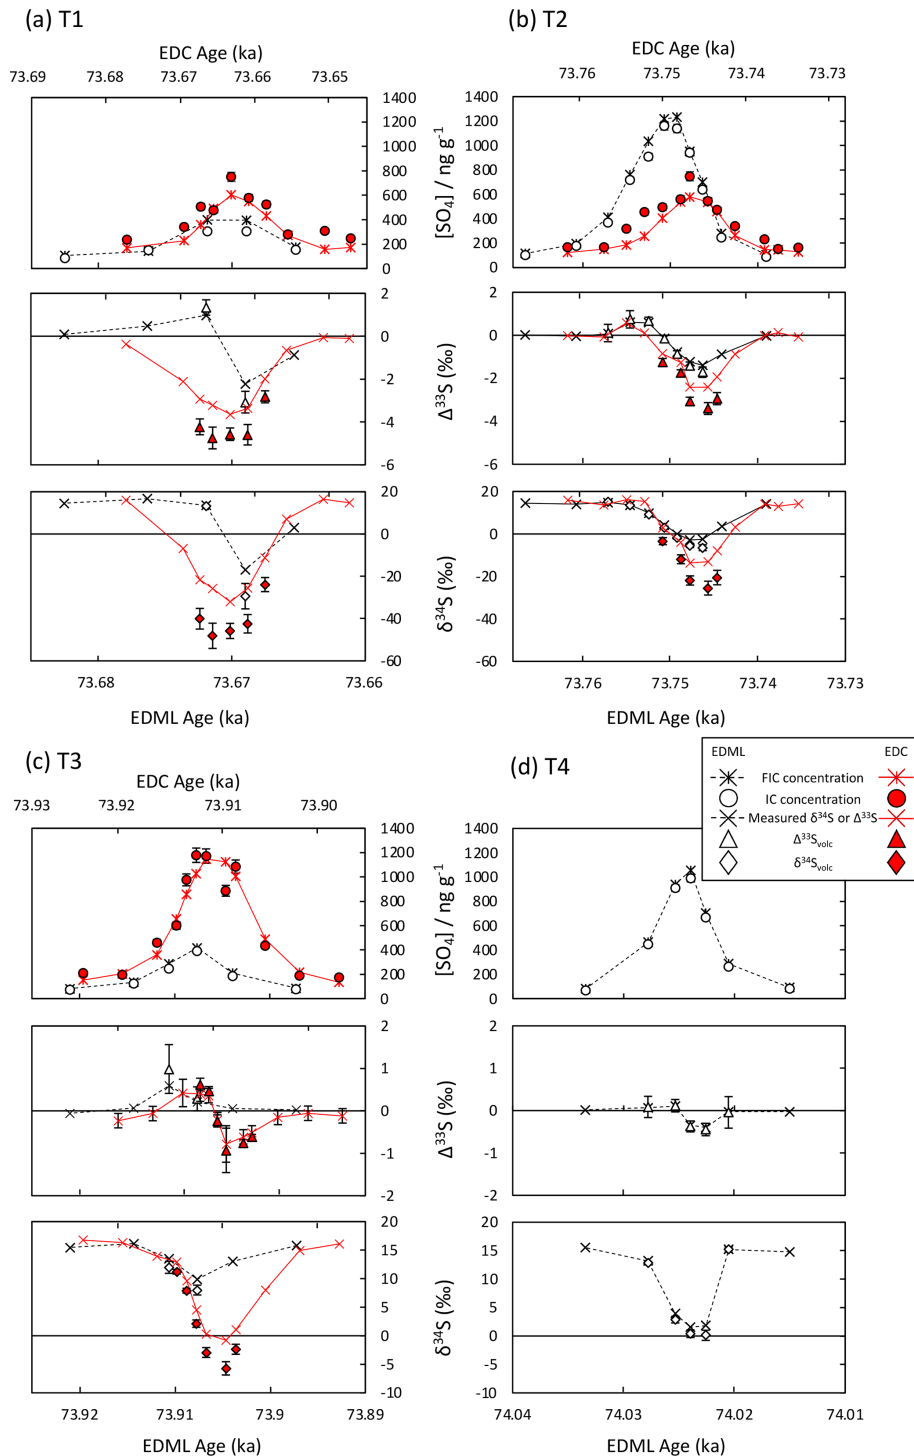 (a) T1
EDC Age (ka)
73.69 73.68 73.67 73.66 73.65
1400
1200
1000
800
600
400
200
0
2
0
-2
-4
-6
Δ³³S (‰)
20
0
-20
-40
-60
73.68 73.67 73.66
EDML Age (ka)
(b) T2
EDC Age (ka)
73.76 73.75 73.74 73.73
[SO₄] / ng g⁻¹
1400
1200
1000
800
600
400
200
0
2
0
-2
-4
-6
δ³⁴S (‰)
20
0
-20
-40
-60
73.76 73.75 73.74 73.73
EDML Age (ka)
(c) T3
EDC Age (ka)
73.93 73.92 73.91 73.90
1400
1200
1000
800
600
400
200
0
2
1
0
-1
-2
Δ³³S (‰)
20
15
10
5
0
-5
-10
73.92 73.91 73.9 73.89
EDML Age (ka)
(d) T4
EDML EDC
FIC concentration
IC concentration
Measured δ³⁴S or Δ³³S
Δ³³Svolc
δ³⁴Svolc
[SO₄] / ng g⁻¹
1400
1200
1000
800
600
400
200
0
2
1
0
-1
-2
δ³⁴S (‰)
20
15
10
5
0
-5
-10
74.04 74.03 74.02 74.01
EDML Age (ka)